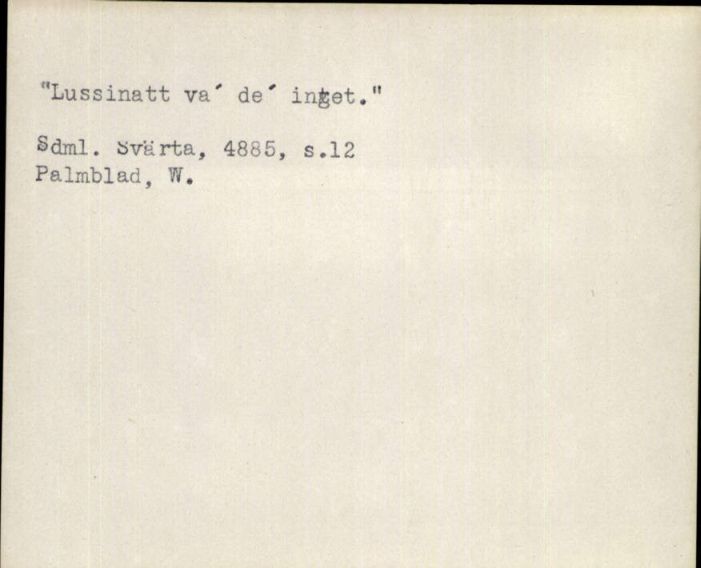 "Lussinatt va´ de´ inget."
Sdml. Svärta, 4885, s.12
Palmblad, W.